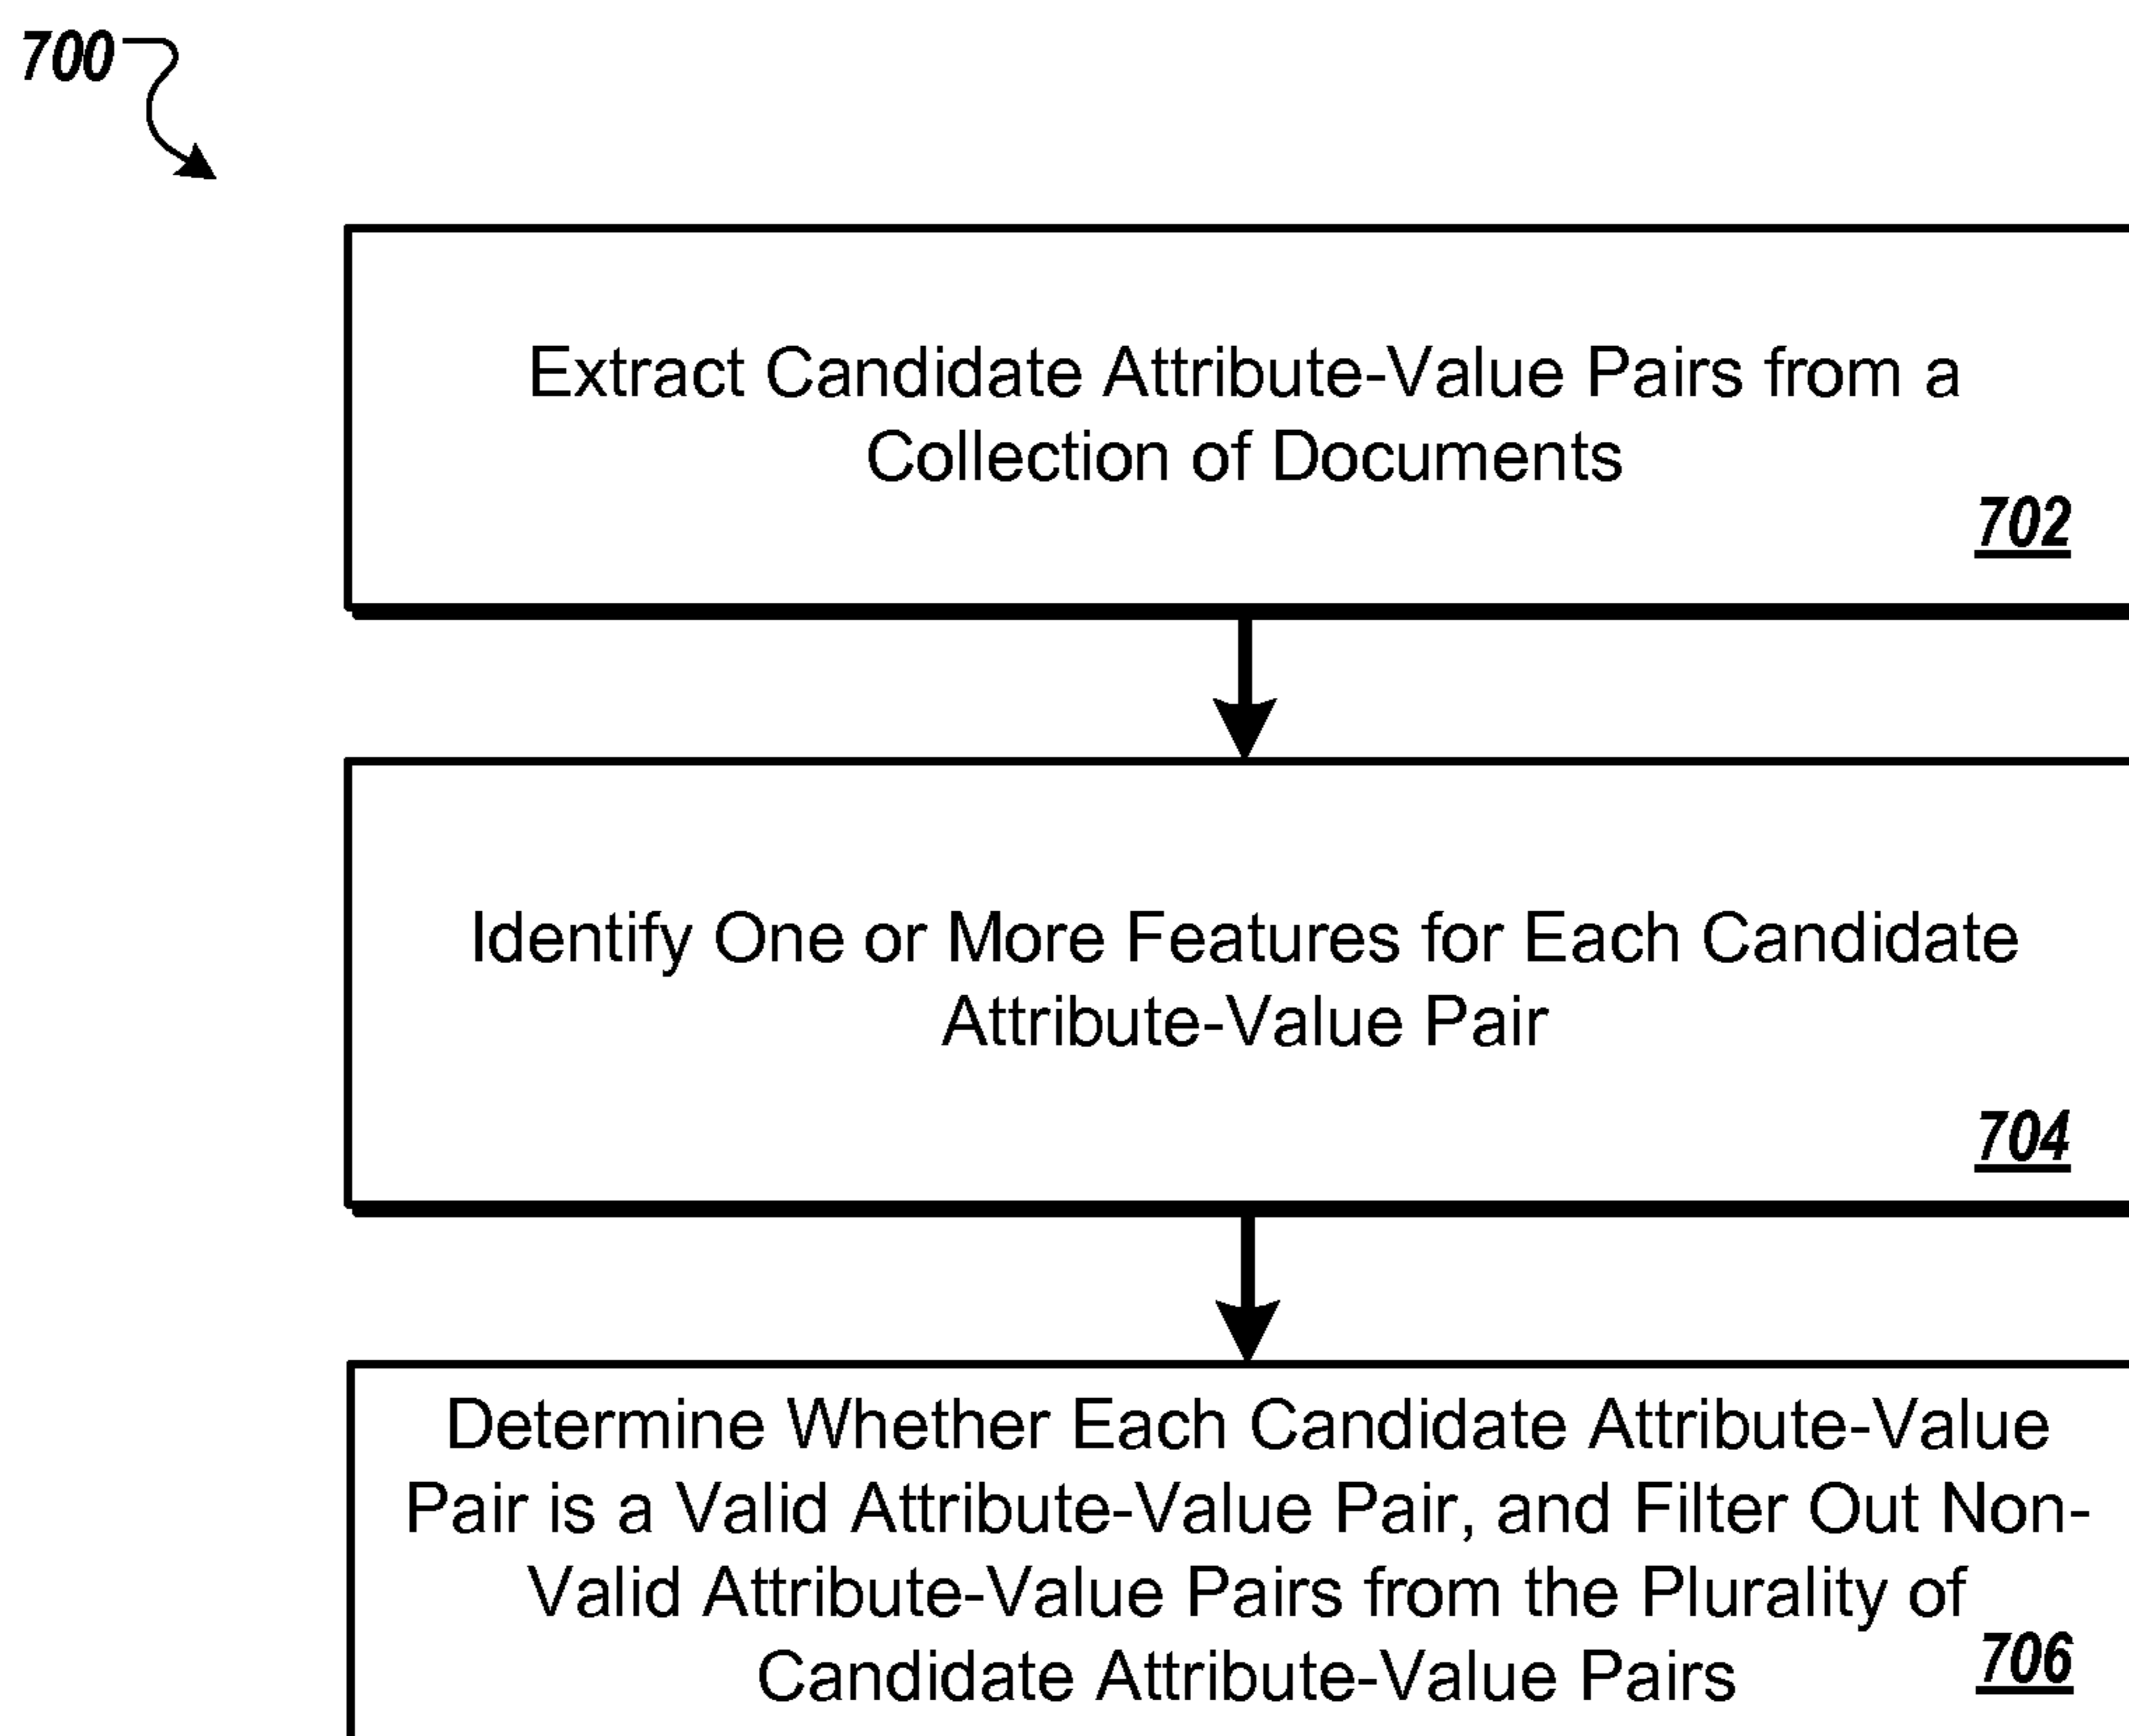 700
Extract Candidate Attribute-Value Pairs from a
Collection of Documents
702
Identify One or More Features for Each Candidate
Attribute-Value Pair
704
Determine Whether Each Candidate Attribute-Value
Pair is a Valid Attribute-Value Pair, and Filter Out Non-
Valid Attribute-Value Pairs from the Plurality of
Candidate Attribute-Value Pairs
706